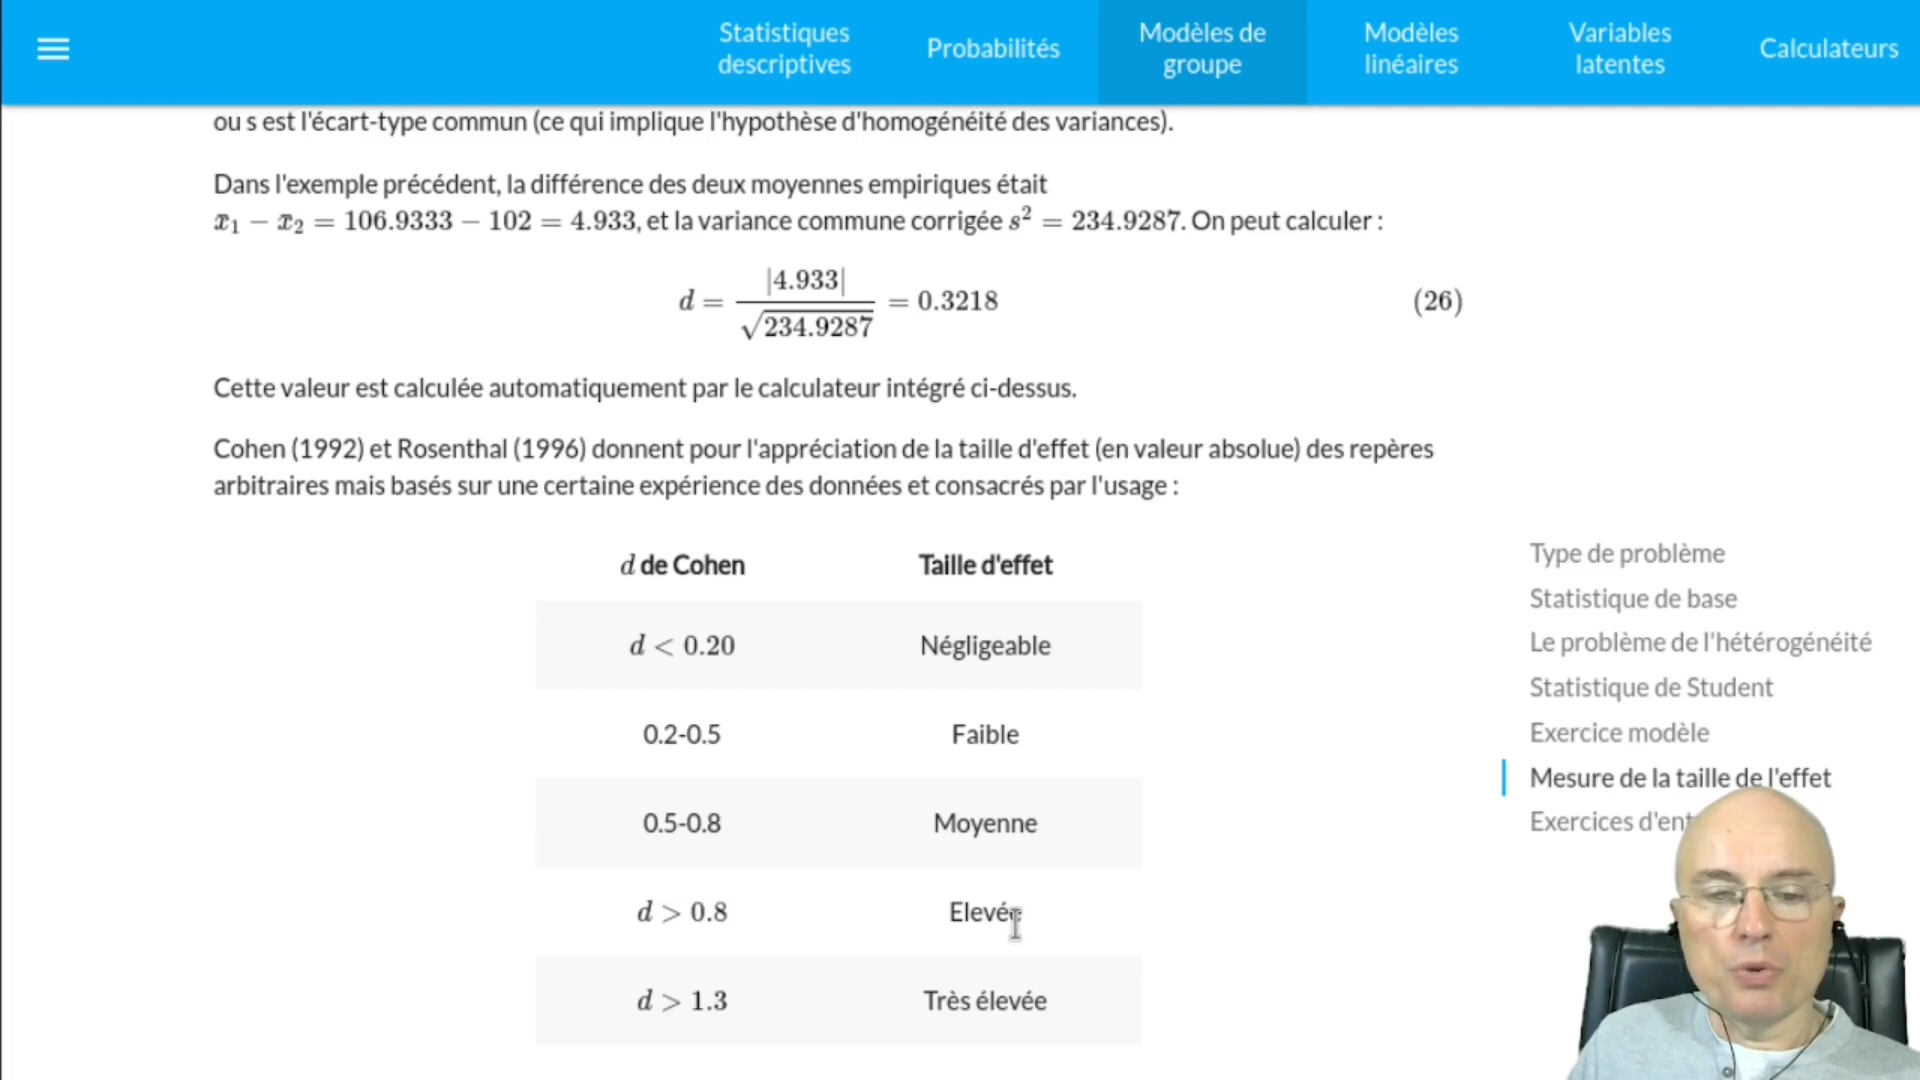 Statistiques descriptives
Probabilités
Modèles de groupe
Modèles linéaires
Variables latentes
Calculateurs
ou s est l'écart-type commun (ce qui implique l'hypothèse d'homogénéité des variances).
Dans l'exemple précédent, la différence des deux moyennes empiriques était
x̄₁ − x̄₂ = 106.9333 − 102 = 4.933, et la variance commune corrigée s² = 234.9287. On peut calculer :
d = |4.933| / √234.9287 = 0.3218 (26)
Cette valeur est calculée automatiquement par le calculateur intégré ci-dessus.
Cohen (1992) et Rosenthal (1996) donnent pour l'appréciation de la taille d'effet (en valeur absolue) des repères
arbitraires mais basés sur une certaine expérience des données et consacrés par l'usage :
d de Cohen Taille d'effet
d < 0.20 Négligeable
0.2-0.5 Faible
0.5-0.8 Moyenne
d > 0.8 Elevée
d > 1.3 Très élevée
Type de problème
Statistique de base
Le problème de l'hétérogénéité
Statistique de Student
Exercice modèle
Mesure de la taille de l'effet
Exercices